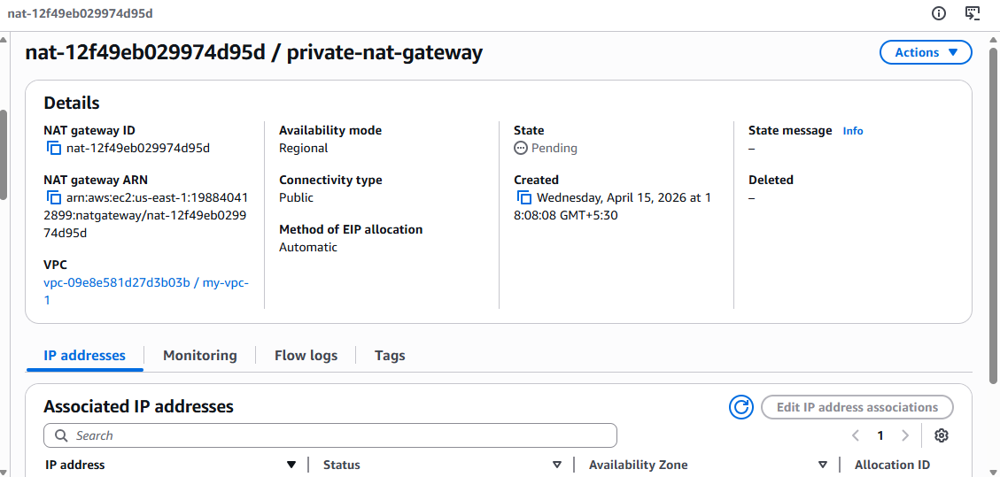 nat-12f49eb029974d95d
nat-12f49eb029974d95d / private-nat-gateway
Actions
Details
NAT gateway ID
nat-12f49eb029974d95d
NAT gateway ARN
arn:aws:ec2:us-east-1:19884041
2899:natgateway/nat-12f49eb0299
74d95d
VPC
vpc-09e8e581d27d3b03b / my-vpc-
1
Availability mode
Regional
Connectivity type
Public
Method of EIP allocation
Automatic
State
Pending
Created
Wednesday, April 15, 2026 at 1
8:08:08 GMT+5:30
State message Info
–
Deleted
–
IP addresses
Monitoring
Flow logs
Tags
Associated IP addresses
Edit IP address associations
Search
1
IP address
Status
Availability Zone
Allocation ID